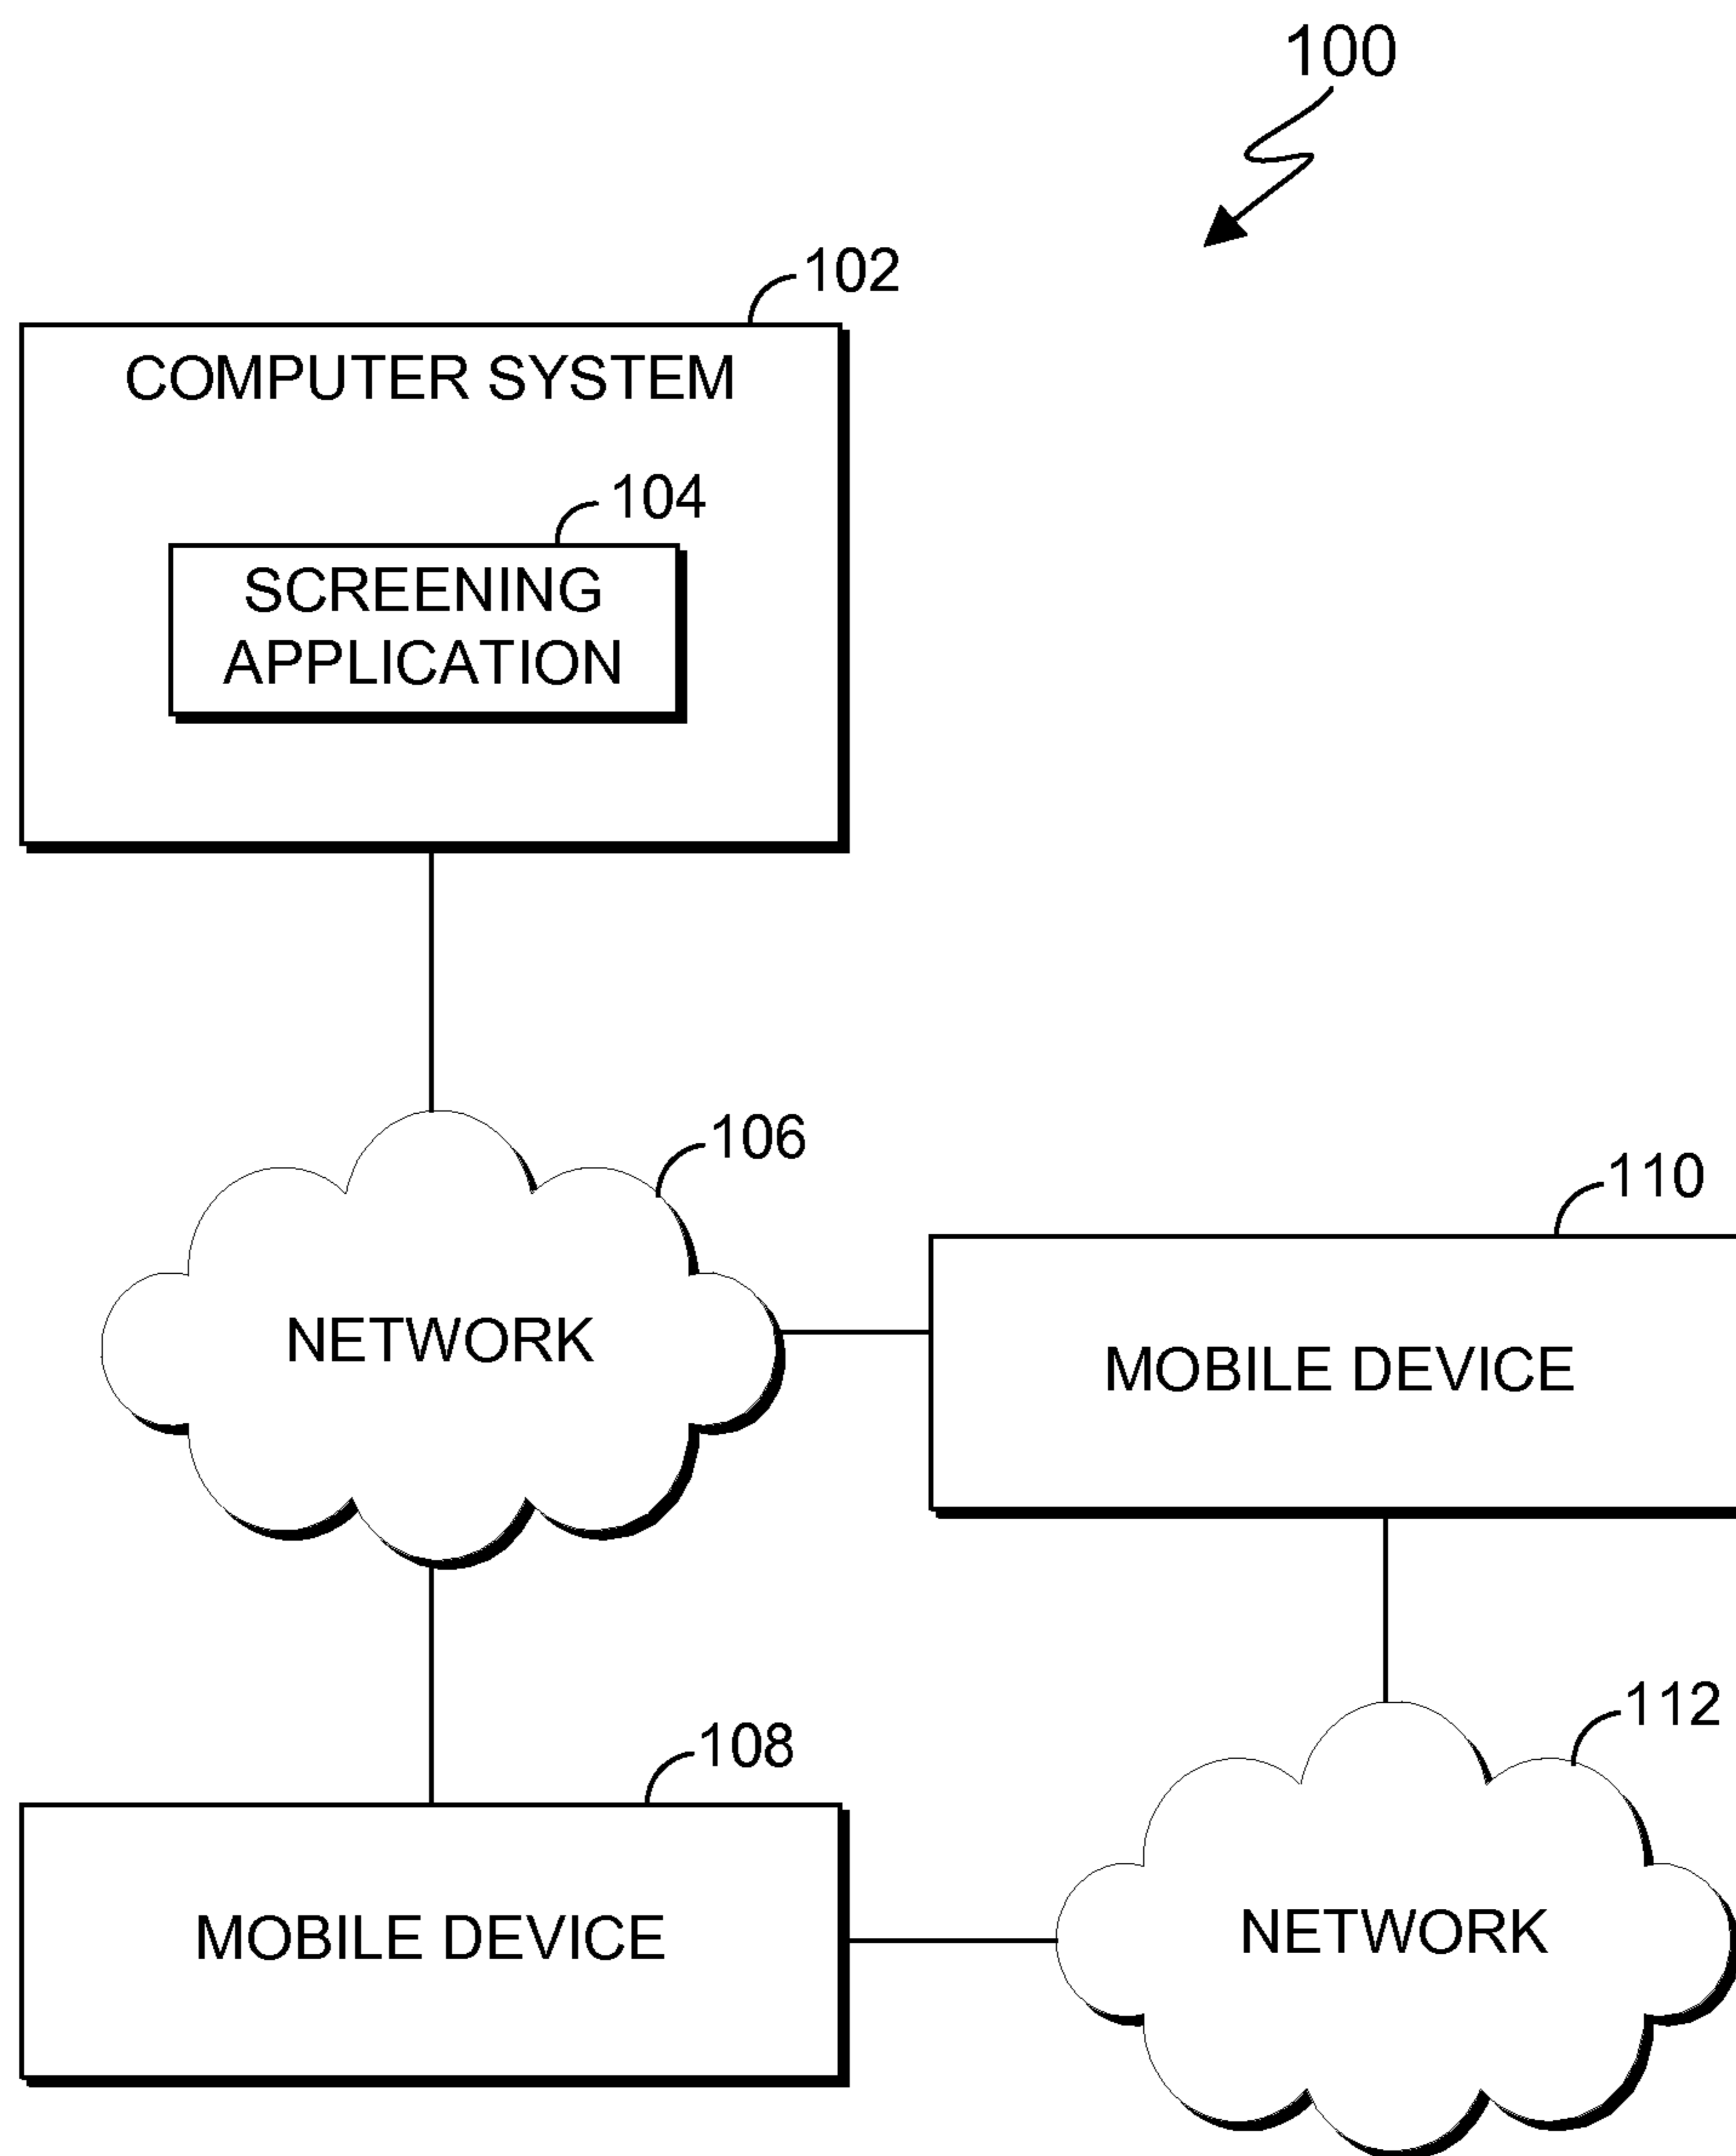 100
102
COMPUTER SYSTEM
104
SCREENING
APPLICATION
106
NETWORK
110
MOBILE DEVICE
108
MOBILE DEVICE
112
NETWORK